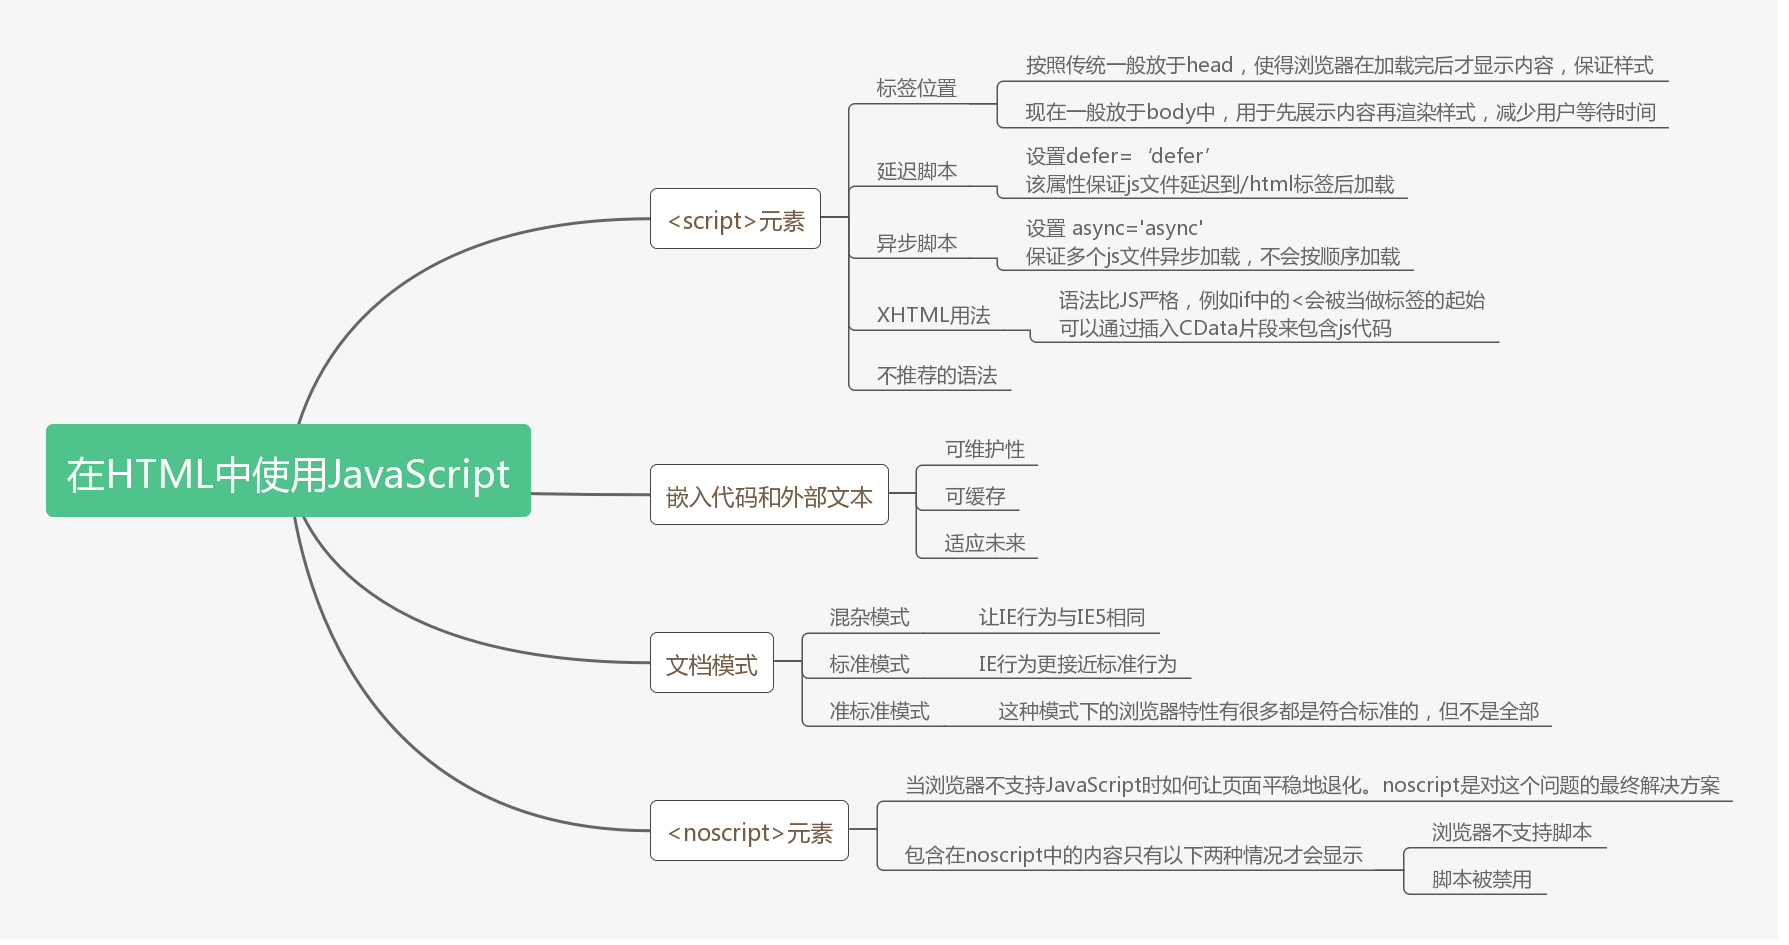 在HTML中使用JavaScript
<script>元素
标签位置
按照传统一般放于head，使得浏览器在加载完后才显示内容，保证样式
现在一般放于body中，用于先展示内容再渲染样式，减少用户等待时间
延迟脚本
设置defer=‘defer’
该属性保证js文件延迟到/html标签后加载
异步脚本
设置 async='async'
保证多个js文件异步加载，不会按顺序加载
XHTML用法
语法比JS严格，例如if中的<会被当做标签的起始
可以通过插入CData片段来包含js代码
不推荐的语法
嵌入代码和外部文本
可维护性
可缓存
适应未来
文档模式
混杂模式
让IE行为与IE5相同
标准模式
IE行为更接近标准行为
准标准模式
这种模式下的浏览器特性有很多都是符合标准的，但不是全部
<noscript>元素
当浏览器不支持JavaScript时如何让页面平稳地退化。noscript是对这个问题的最终解决方案
包含在noscript中的内容只有以下两种情况才会显示
浏览器不支持脚本
脚本被禁用